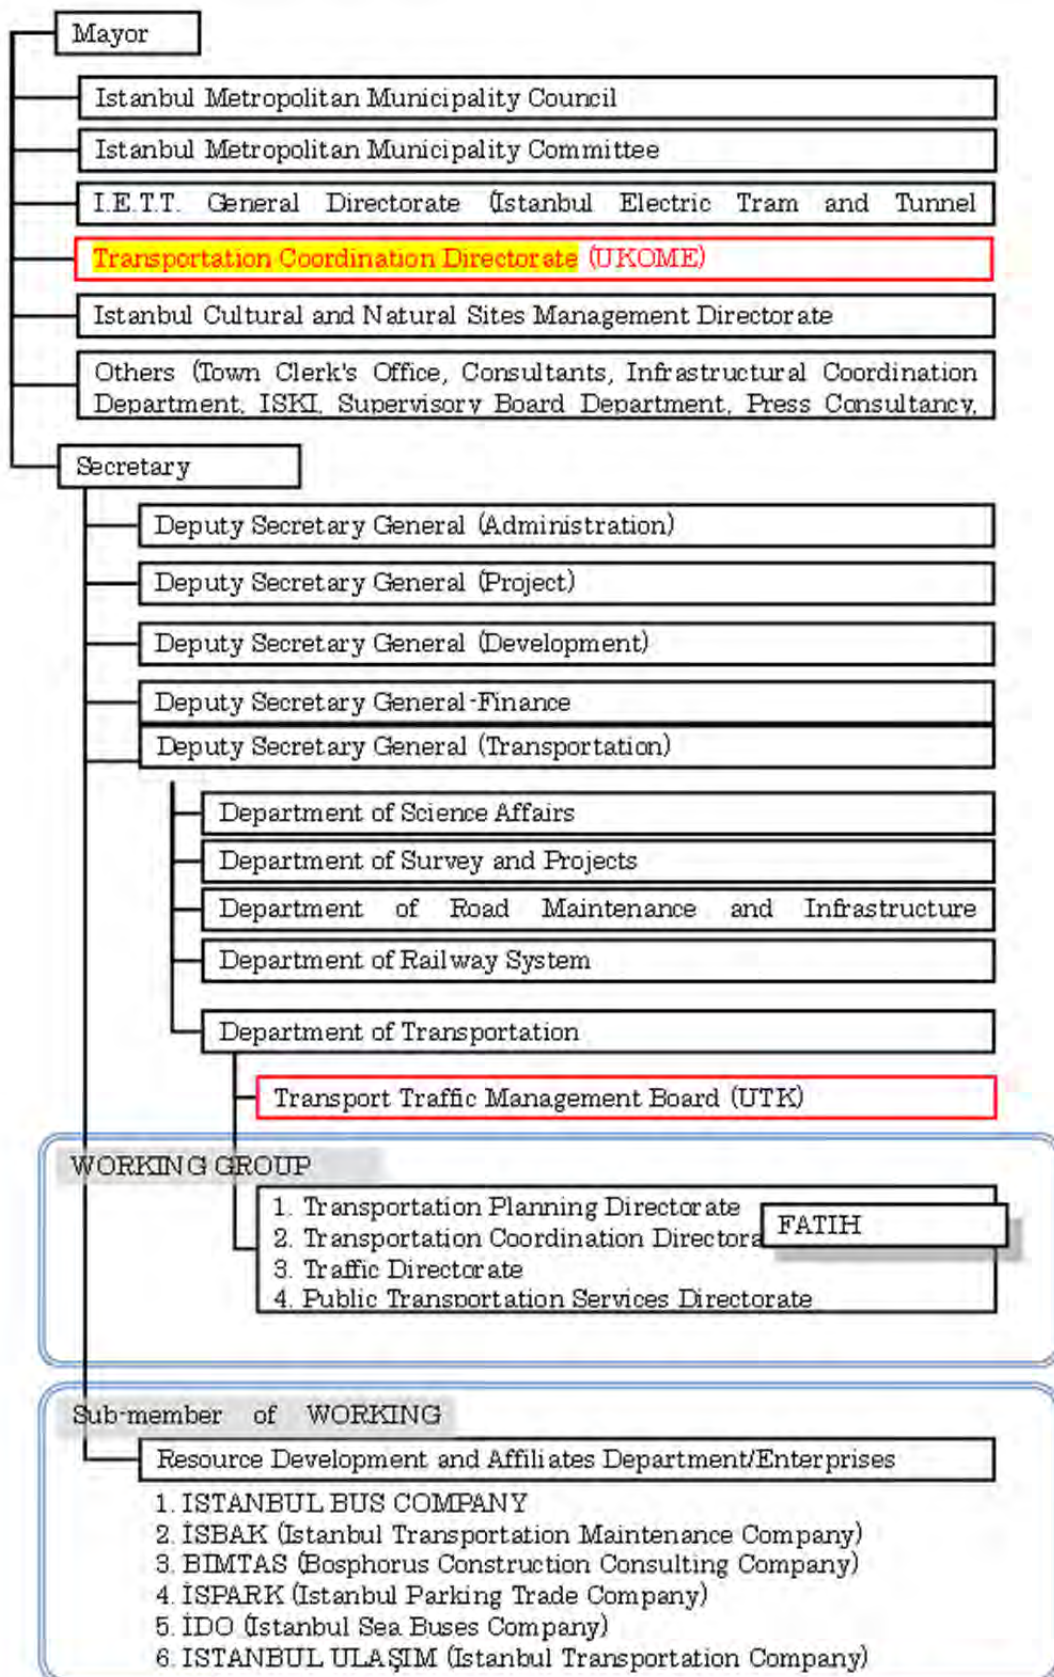 Mayor
Istanbul Metropolitan Municipality Council
Istanbul Metropolitan Municipality Committee
I.E.T.T. General Directorate (Istanbul Electric Tram and Tunnel
Transportation Coordination Directorate (UKOME)
Istanbul Cultural and Natural Sites Management Directorate
Others (Town Clerk's Office, Consultants, Infrastructural Coordination
Department, ISKI, Supervisory Board Department, Press Consultancy,
Secretary
Deputy Secretary General (Administration)
Deputy Secretary General (Project)
Deputy Secretary General (Development)
Deputy Secretary General-Finance
Deputy Secretary General (Transportation)
Department of Science Affairs
Department of Survey and Projects
Department of Road Maintenance and Infrastructure
Department of Railway System
Department of Transportation
Transport Traffic Management Board (UTK)
WORKING GROUP
1. Transportation Planning Directorate
2. Transportation Coordination Directora
FATIH
3. Traffic Directorate
4. Public Transportation Services Directorate
Sub-member of WORKING
Resource Development and Affiliates Department/Enterprises
1. ISTANBUL BUS COMPANY
2. İSBAK (Istanbul Transportation Maintenance Company)
3. BIMTAS (Bosphorus Construction Consulting Company)
4. İSPARK (Istanbul Parking Trade Company)
5. İDO (Istanbul Sea Buses Company)
6. ISTANBUL ULAŞIM (Istanbul Transportation Company)